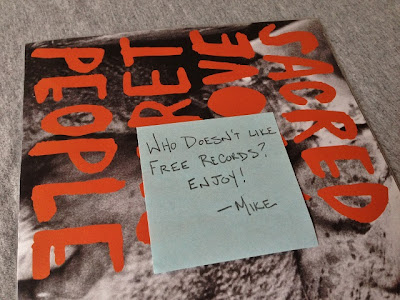 SACRED
PEOPLE
WHO DOESN'T LIKE
FREE RECORDS?
ENJOY!
—MIKE